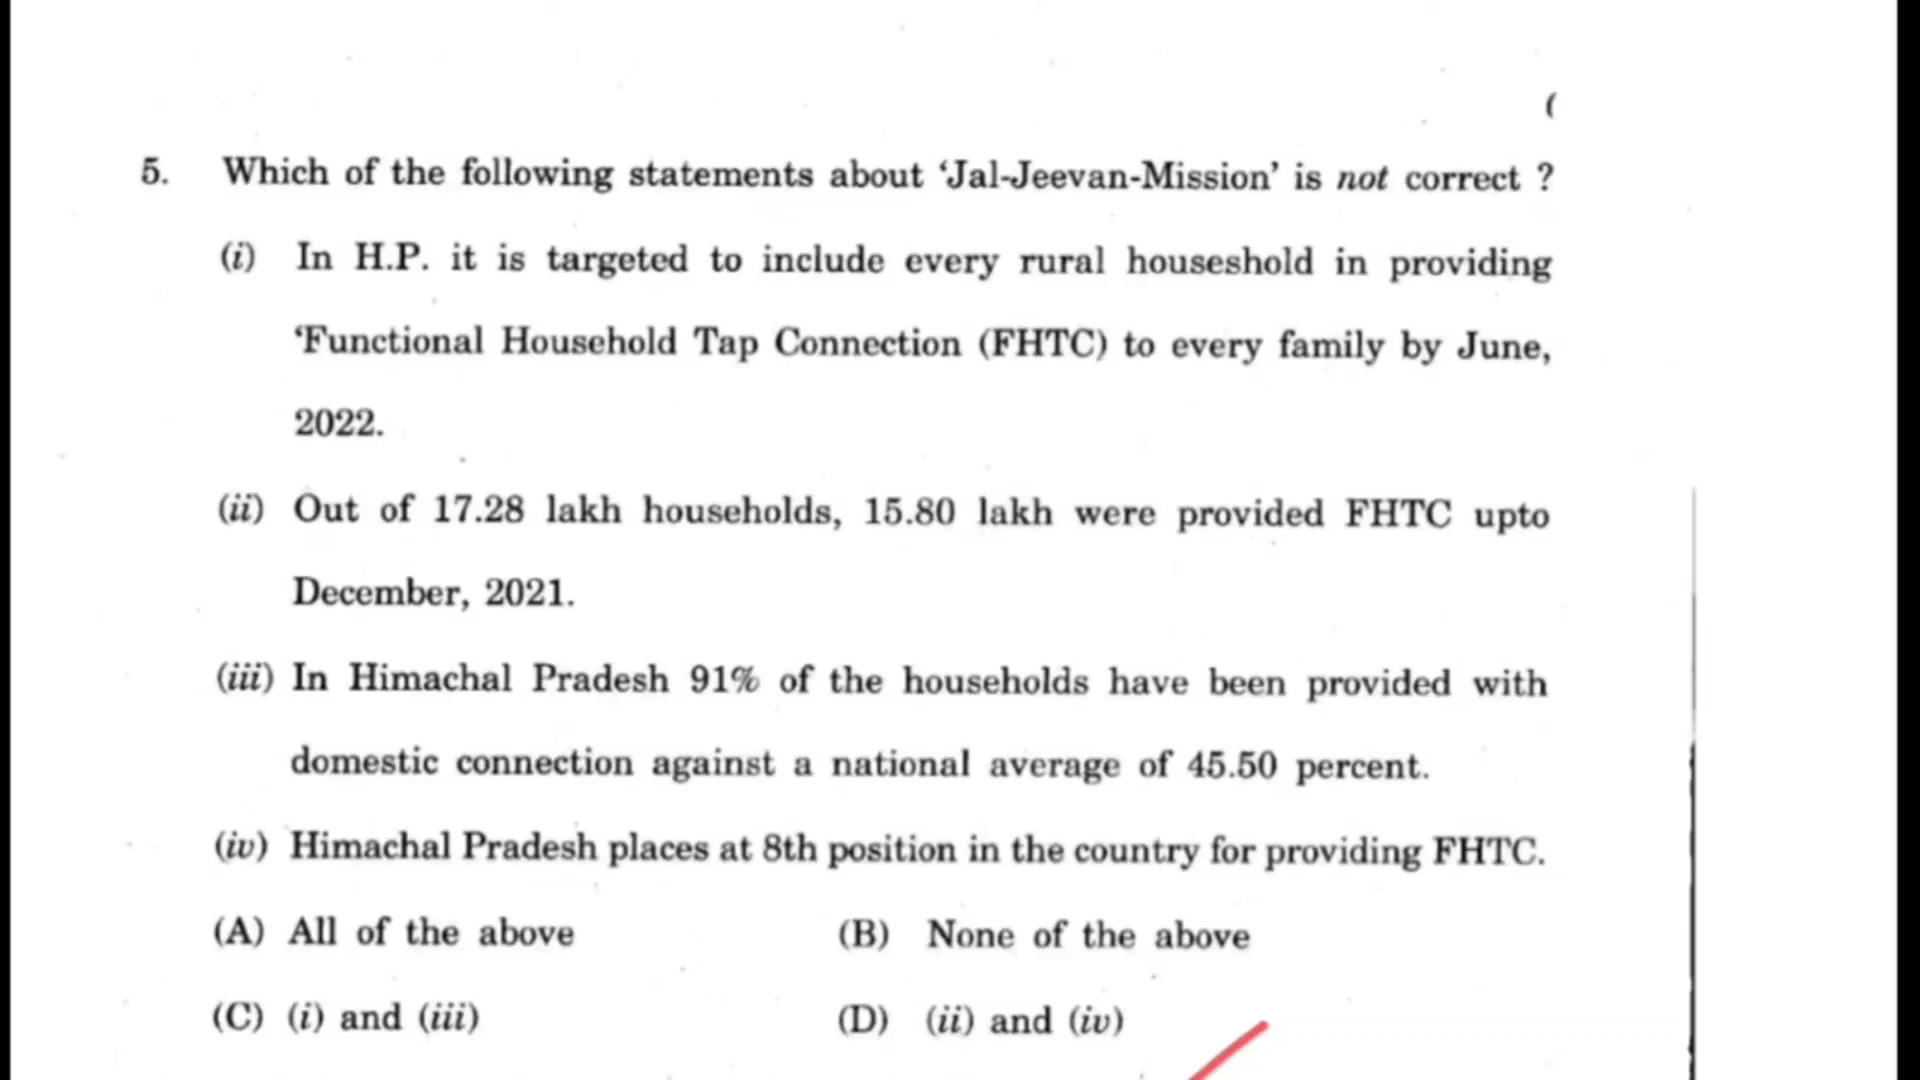 (
5. Which of the following statements about ‘Jal-Jeevan-Mission’ is not correct ?
(i) In H.P. it is targeted to include every rural houseshold in providing
‘Functional Household Tap Connection (FHTC) to every family by June,
2022.
(ii) Out of 17.28 lakh households, 15.80 lakh were provided FHTC upto
December, 2021.
(iii) In Himachal Pradesh 91% of the households have been provided with
domestic connection against a national average of 45.50 percent.
(iv) Himachal Pradesh places at 8th position in the country for providing FHTC.
(A) All of the above (B) None of the above
(C) (i) and (iii) (D) (ii) and (iv)